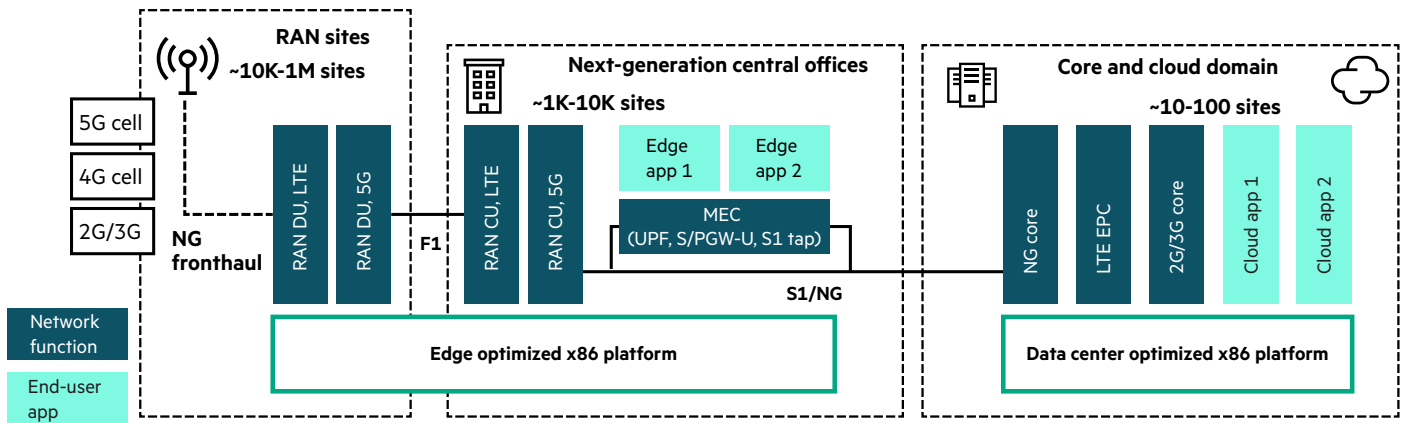 RAN sites
~10K-1M sites
5G cell
4G cell
2G/3G
NG
fronthaul
RAN DU, LTE
RAN DU, 5G
F1
Next-generation central offices
~1K-10K sites
RAN CU, LTE
RAN CU, 5G
Edge
app 1
Edge
app 2
MEC
(UPF, S/PGW-U, S1 tap)
S1/NG
Core and cloud domain
~10-100 sites
NG core
LTE EPC
2G/3G core
Cloud app 1
Cloud app 2
Edge optimized x86 platform
Data center optimized x86 platform
Network
function
End-user
app